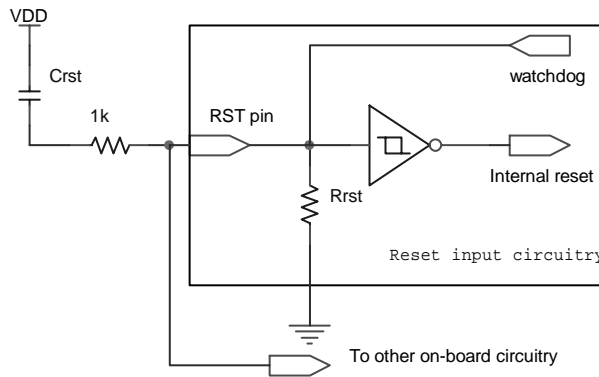 VDD
Crst
1k
RST pin
watchdog
Internal reset
Rrst
Reset input circuitry
To other on-board circuitry